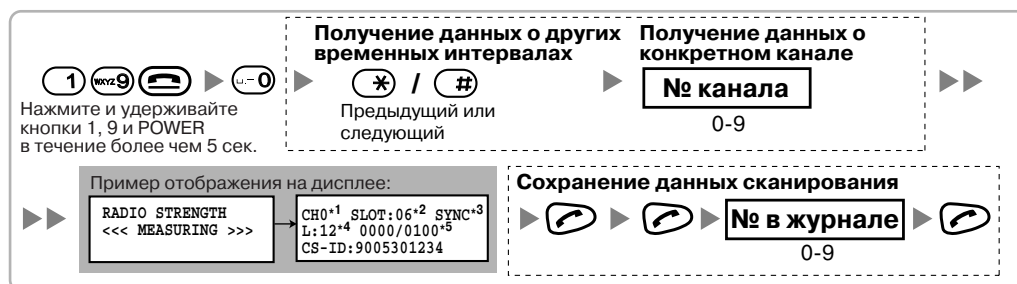 Получение данных о других
временных интервалах
Получение данных о
конкретном канале
1 WXYZ9 ␣-0 * / # № канала
Нажмите и удерживайте
кнопки 1, 9 и POWER
в течение более чем 5 сек.
Предыдущий или
следующий
0-9
Пример отображения на дисплее:
RADIO STRENGTH
<<< MEASURING >>>
CH0*1 SLOT:06*2 SYNC*3
L:12*4 0000/0100*5
CS-ID:9005301234
Сохранение данных сканирования
№ в журнале
0-9